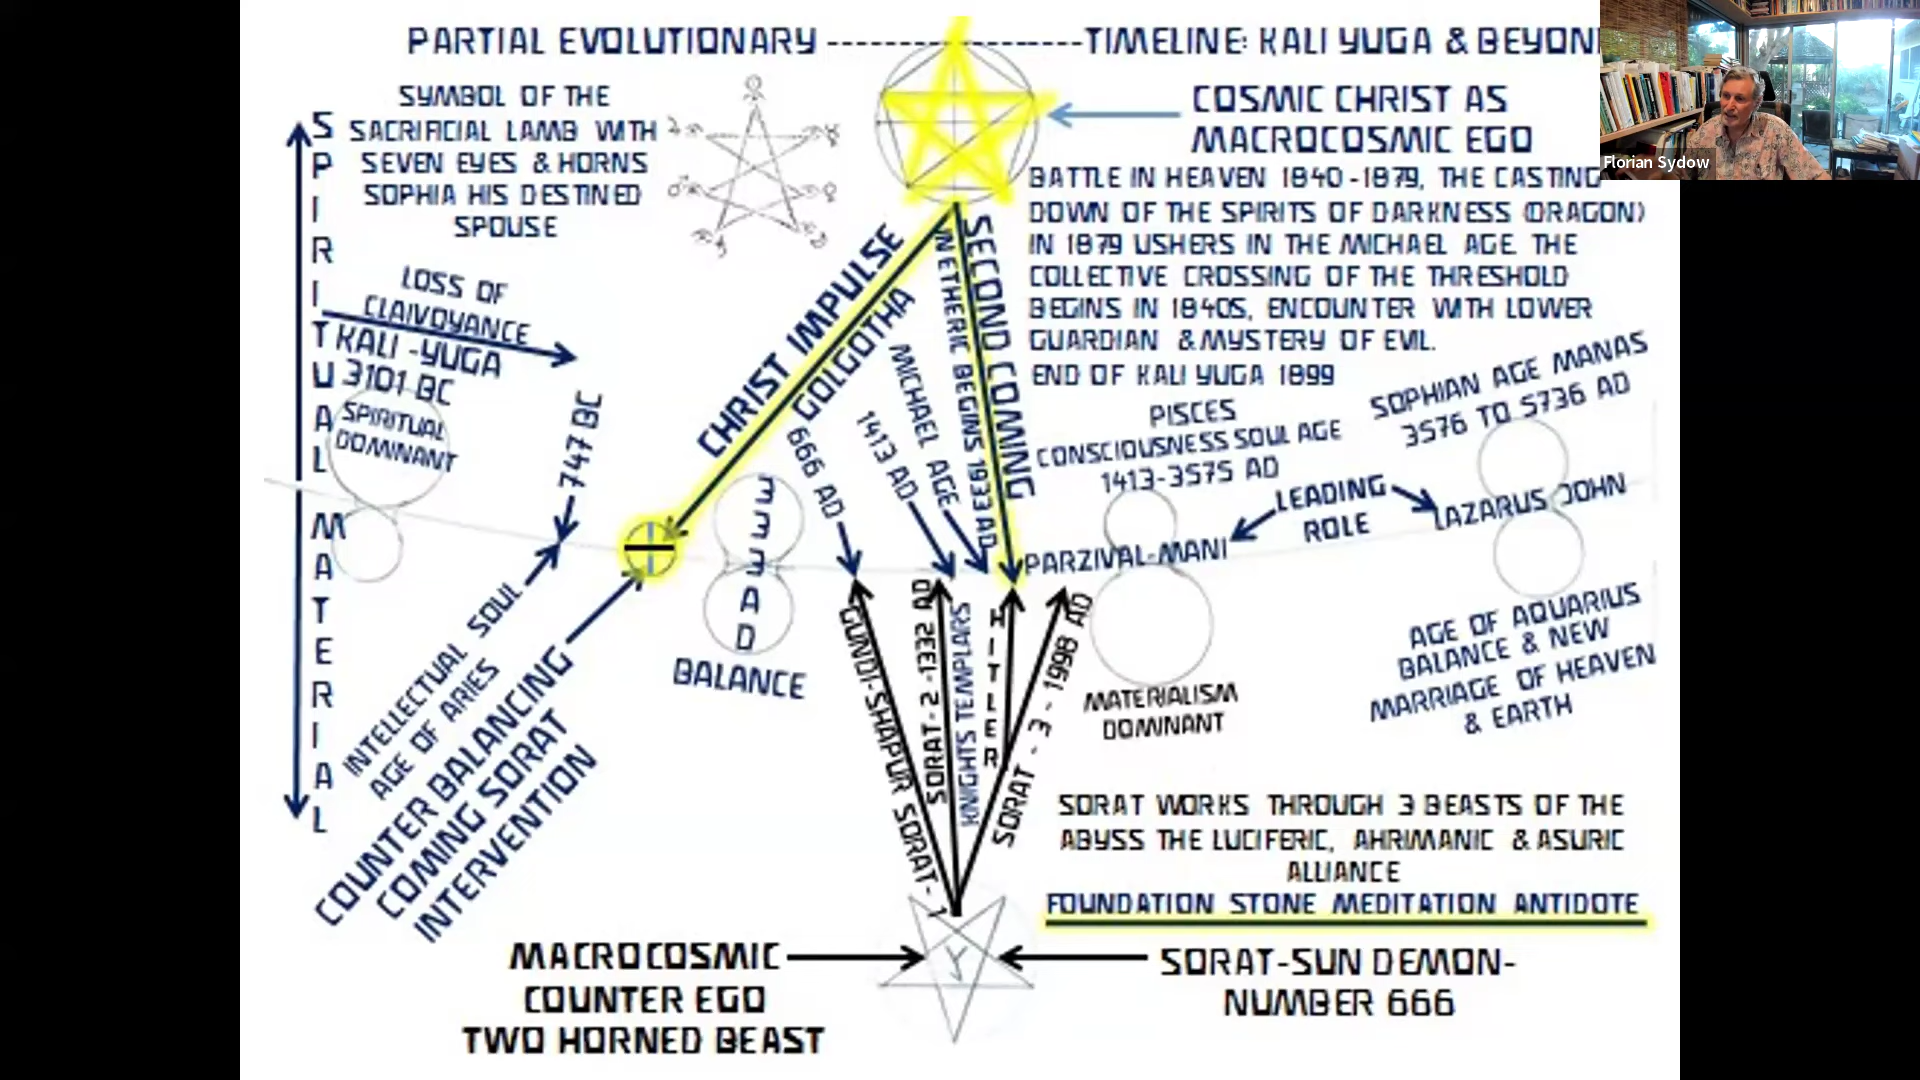 PARTIAL EVOLUTIONARY ------------------TIMELINE: KALI YUGA & BEYON
SYMBOL OF THE
SACRIFICIAL LAMB WITH
SEVEN EYES & HORNS
SOPHIA HIS DESTINED
SPOUSE
COSMIC CHRIST AS
MACROCOSMIC EGO
Florian Sydow
BATTLE IN HEAVEN 1840-1879, THE CASTING
DOWN OF THE SPIRITS OF DARKNESS (DRAGON)
IN 1879 USHERS IN THE MICHAEL AGE. THE
COLLECTIVE CROSSING OF THE THRESHOLD
BEGINS IN 1840S, ENCOUNTER WITH LOWER
GUARDIAN & MYSTERY OF EVIL.
END OF KALI YUGA 1899
SPIRITUAL
MATERIAL
LOSS OF
CLAIVOYANCE
KALI-YUGA
3101 BC
SPIRITUAL
DOMINANT
747 BC
CHRIST IMPULSE
GOLGOTHA
SECOND COMING
IN ETHERIC BEGINS 1933 AD
MICHAEL AGE
1413 AD
666 AD
333 AD
BALANCE
PISCES
CONSCIOUSNESS SOUL AGE
1413-3575 AD
SOPHIAN AGE MANAS
3576 TO 5736 AD
LEADING
ROLE
PARZIVAL-MANI
LAZARUS JOHN
INTELLECTUAL SOUL
AGE OF ARIES
COUNTER BALANCING
COMING SORAT
INTERVENTION
GUNDI-SHAPUR SORAT-1
SORAT-2-1332 AD
KNIGHTS TEMPLARS
HITLER
SORAT - 3 - 1998 AD
MATERIALISM
DOMINANT
AGE OF AQUARIUS
BALANCE & NEW
MARRIAGE OF HEAVEN
& EARTH
SORAT WORKS THROUGH 3 BEASTS OF THE
ABYSS THE LUCIFERIC, AHRIMANIC & ASURIC
ALLIANCE
FOUNDATION STONE MEDITATION ANTIDOTE
MACROCOSMIC
COUNTER EGO
TWO HORNED BEAST
SORAT-SUN DEMON-
NUMBER 666